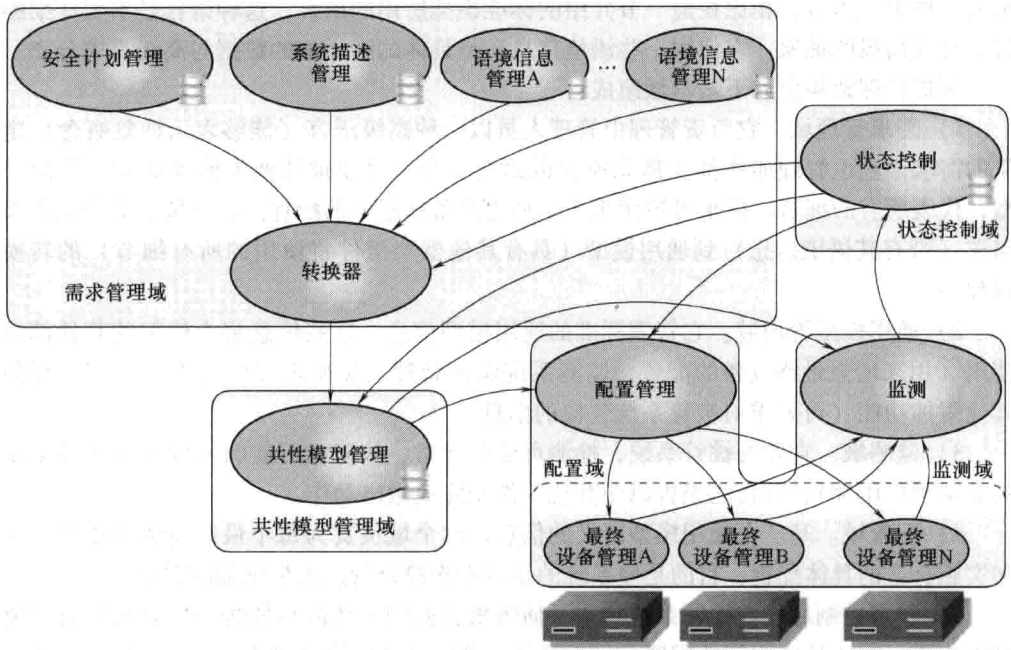 安全计划管理
系统描述
管理
语境信息
管理A
...
语境信息
管理N
状态控制
状态控制域
转换器
需求管理域
配置管理
监测
共性模型管理
配置域
监测域
共性模型管理域
最终
设备管理A
最终
设备管理B
最终
设备管理N